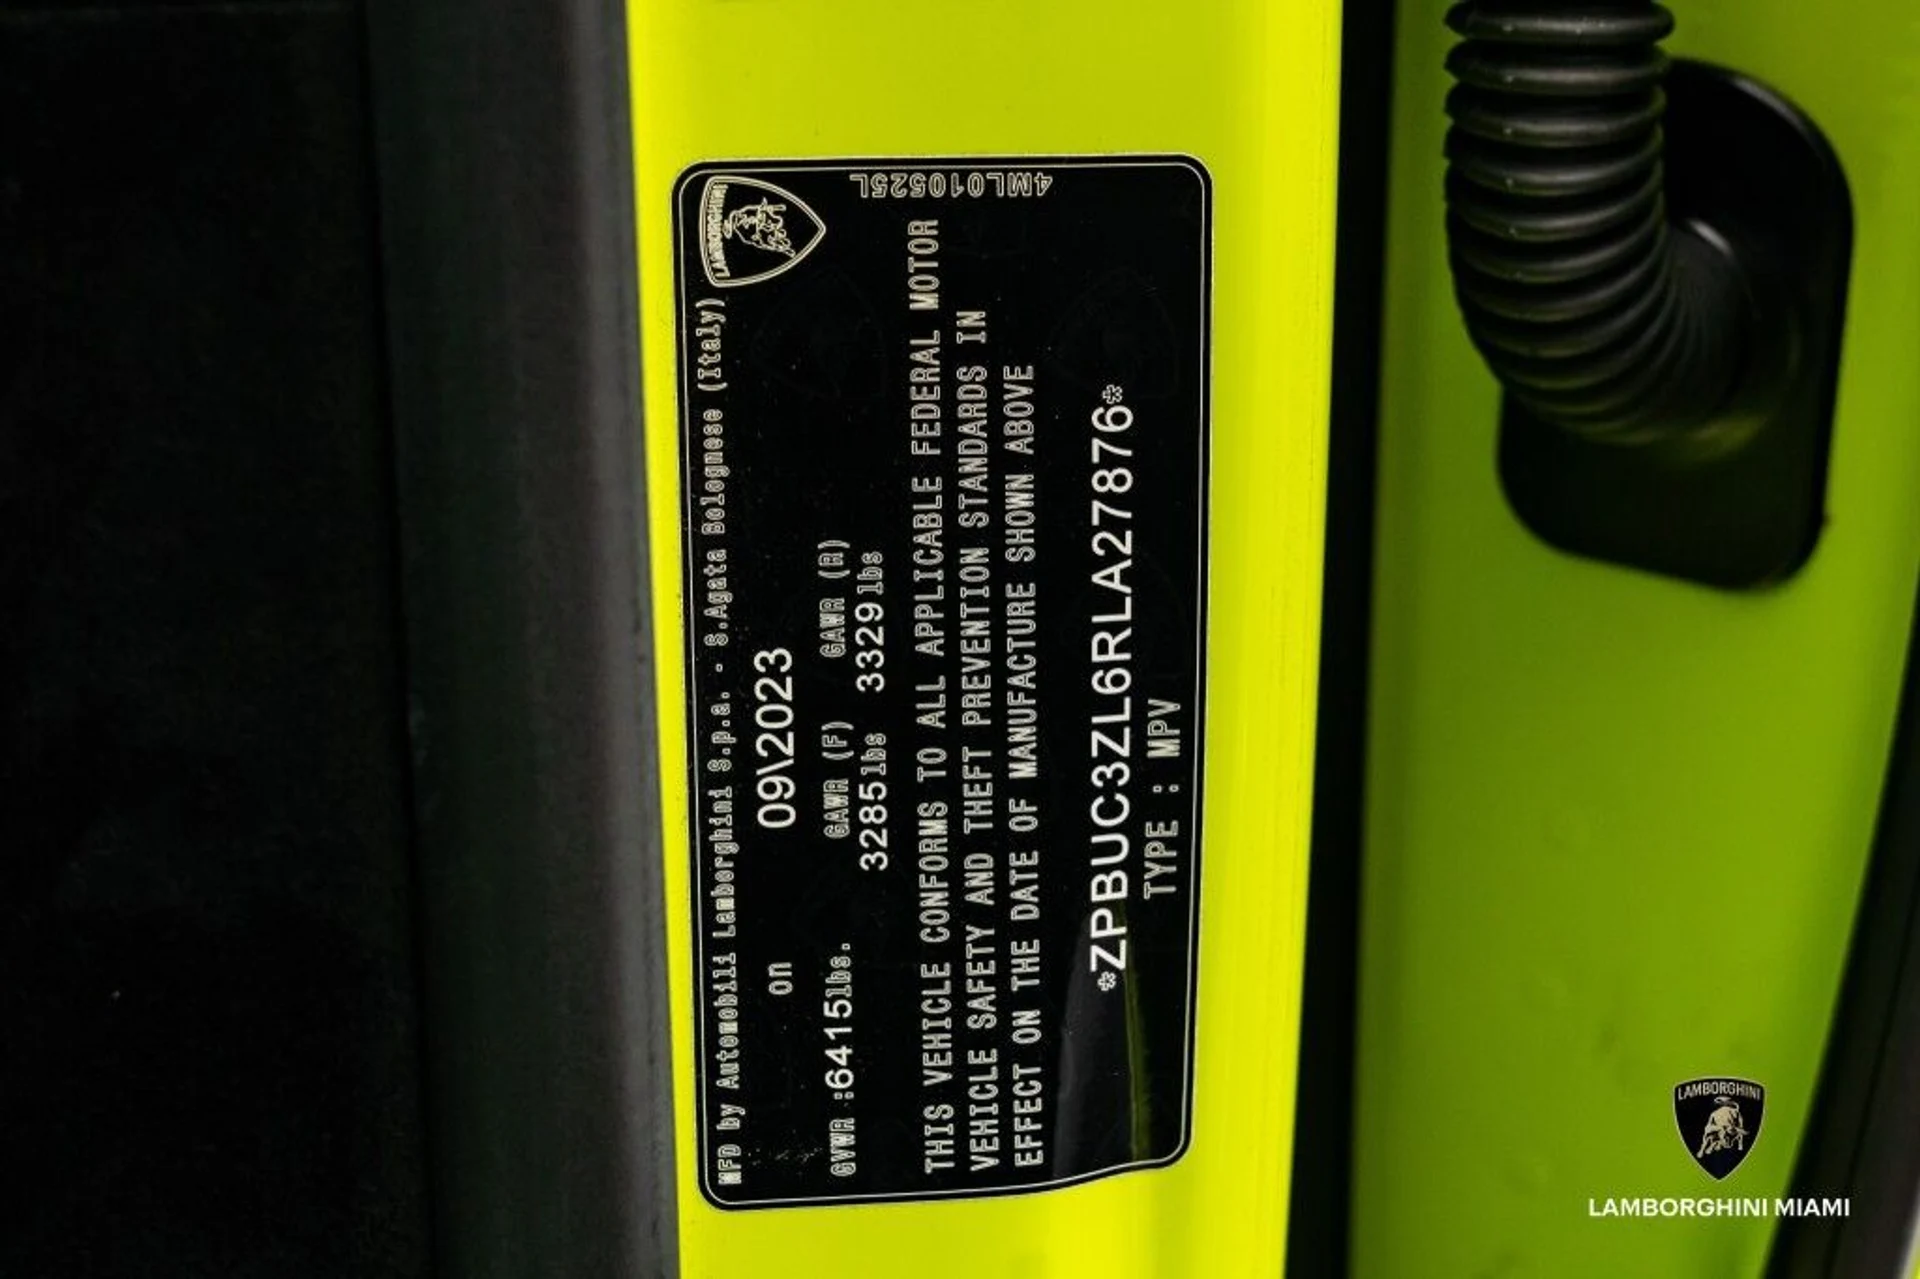 LAMBORGHINI
4ML010525L
MFD by Automobili Lamborghini S.p.a. - S.Agata Bolognese (Italy)
on 09\2023
GVWR :6415lbs. GAWR (F) GAWR (R)
3285lbs 3329lbs
THIS VEHICLE CONFORMS TO ALL APPLICABLE FEDERAL MOTOR
VEHICLE SAFETY AND THEFT PREVENTION STANDARDS IN
EFFECT ON THE DATE OF MANUFACTURE SHOWN ABOVE
*ZPBUC3ZL6RLA27876*
TYPE : MPV
LAMBORGHINI
LAMBORGHINI MIAMI